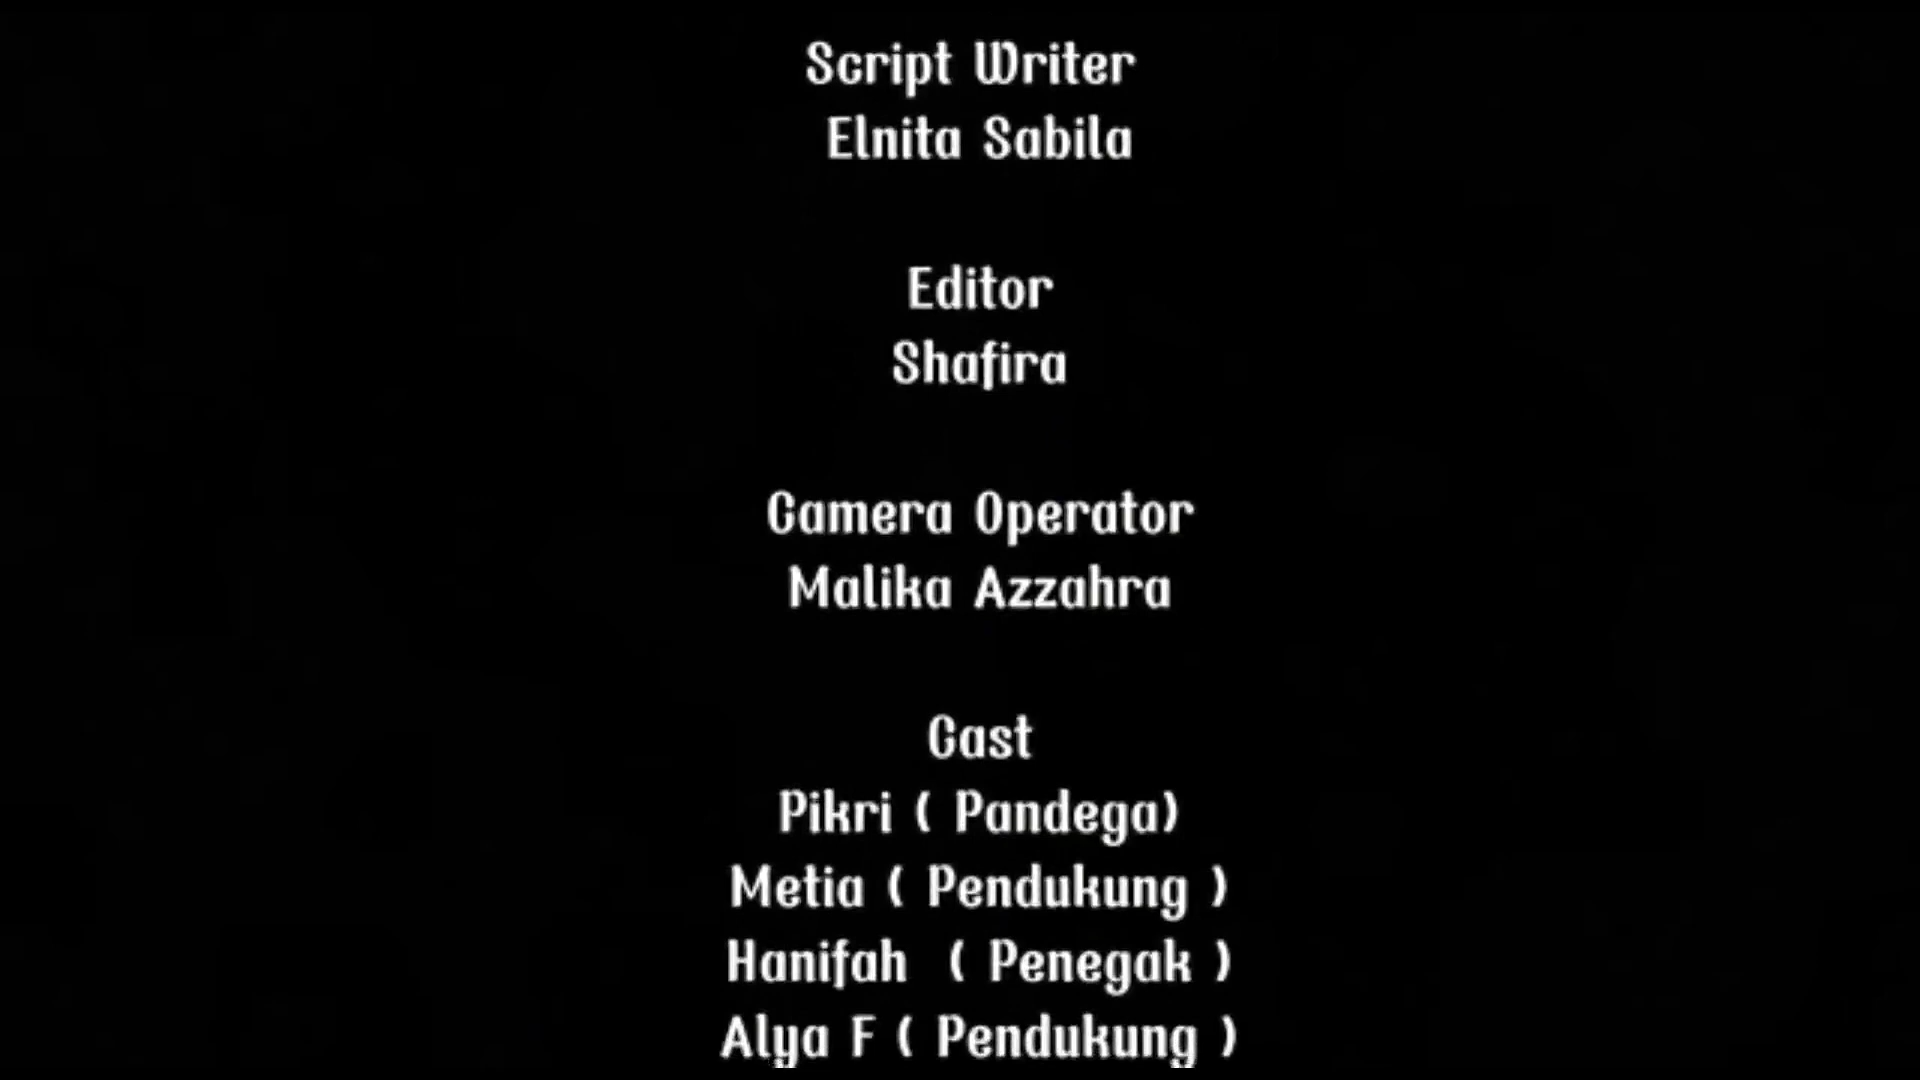 Script Writer
Elnita Sabila
Editor
Shafira
Camera Operator
Malika Azzahra
Cast
Pikri ( Pandega)
Metia ( Pendukung )
Hanifah ( Penegak )
Alya F ( Pendukung )